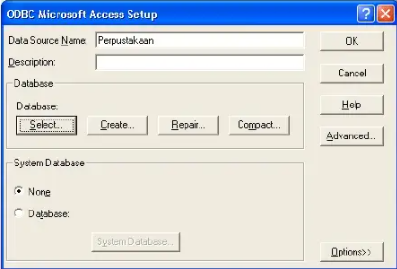 ODBC Microsoft Access Setup
Data Source Name: Perpustakaan
OK
Description:
Cancel
Database
Database:
Select... Create... Repair... Compact...
Help
Advanced...
System Database
None
Database:
System Database...
Options>>